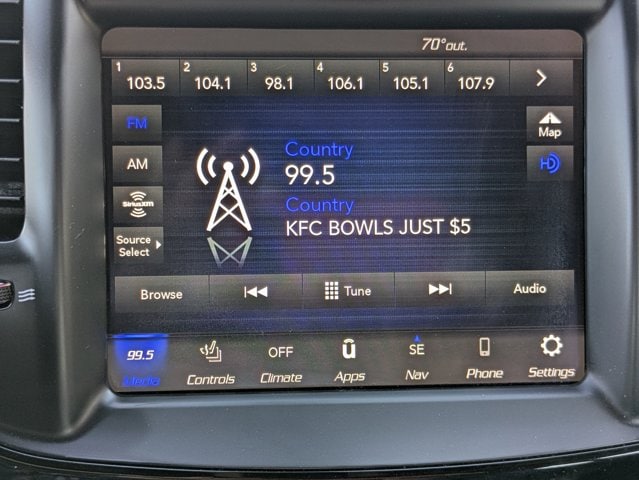 70° out.
1 2 3 4 5 6
103.5 104.1 98.1 106.1 105.1 107.9
FM
Map
Country
AM
HD
99.5
SiriusXM
Country
KFC BOWLS JUST $5
Source
Select
Browse Tune Audio
99.5 OFF u SE
Media Controls Climate Apps Nav Phone Settings